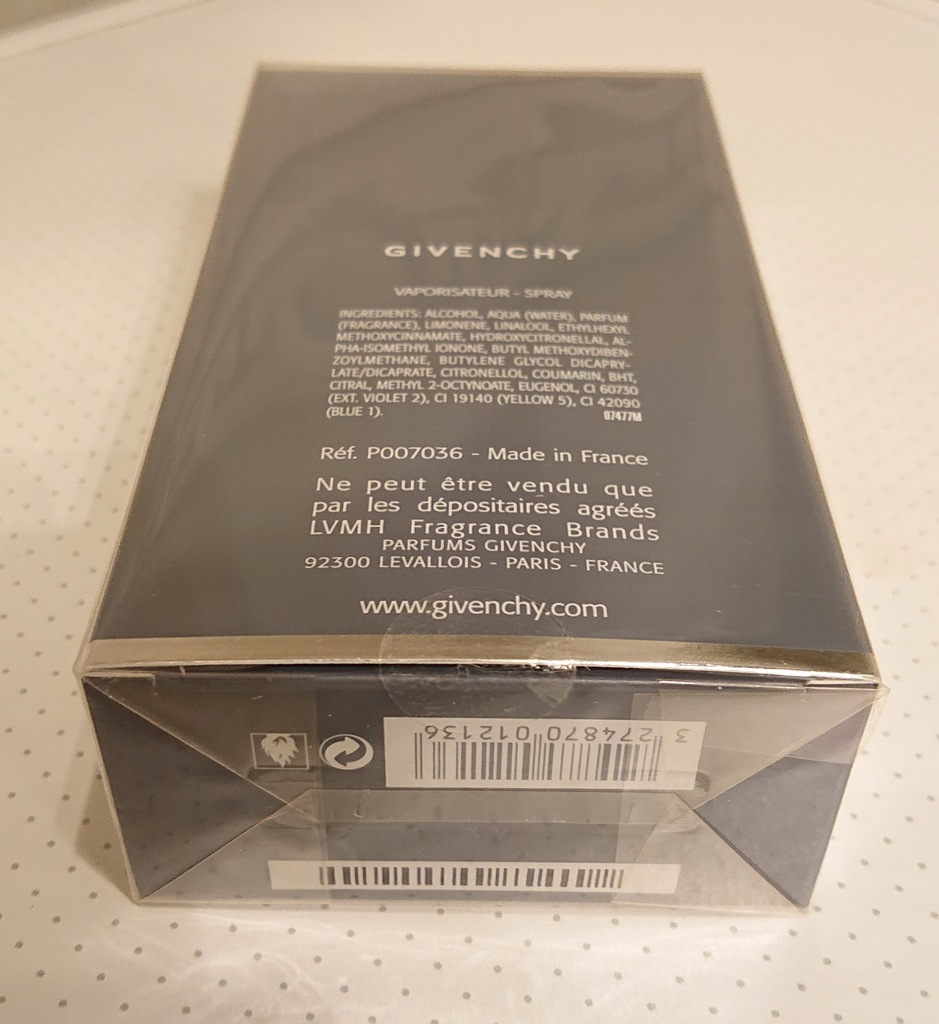 GIVENCHY
VAPORISATEUR - SPRAY
INGREDIENTS: ALCOHOL, AQUA (WATER), PARFUM
(FRAGRANCE), LIMONENE, LINALOOL, ETHYLHEXYL
METHOXYCINNAMATE, HYDROXYCITRONELLAL, AL-
PHA-ISOMETHYL IONONE, BUTYL METHOXYDIBEN-
ZOYLMETHANE, BUTYLENE GLYCOL DICAPRY-
LATE/DICAPRATE, CITRONELLOL, COUMARIN, BHT,
CITRAL, METHYL 2-OCTYNOATE, EUGENOL, CI 60730
(EXT. VIOLET 2), CI 19140 (YELLOW 5), CI 42090
(BLUE 1). 07477M
Réf. P007036 - Made in France
Ne peut être vendu que
par les dépositaires agréés
LVMH Fragrance Brands
PARFUMS GIVENCHY
92300 LEVALLOIS - PARIS - FRANCE
www.givenchy.com
3 274870 012136